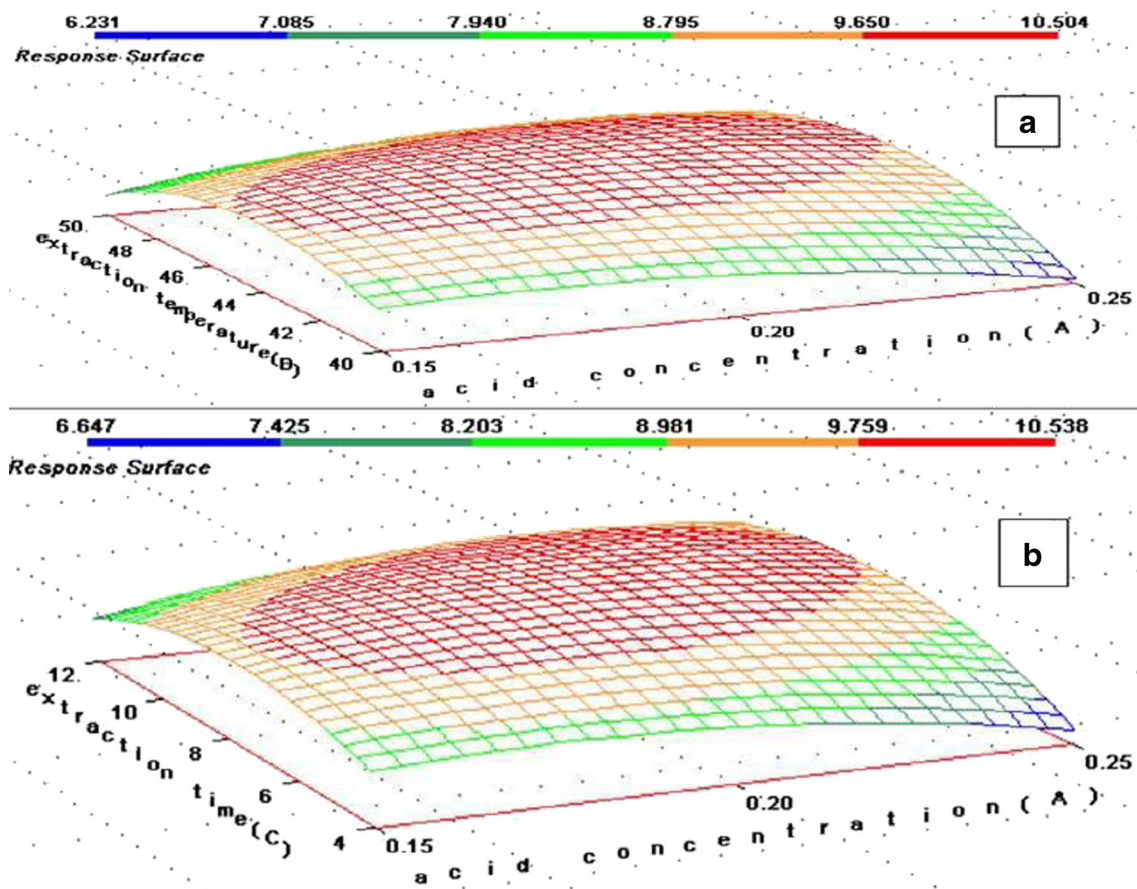 6.231 7.085 7.940 8.795 9.650 10.504
Response Surface
a
50.
48
46
44
42
40
extraction temperature(B)
0.15
0.20
0.25
acid concentration(A)
6.647 7.425 8.203 8.981 9.759 10.538
Response Surface
b
12.
10
8
6
4
extraction time(C)
0.15
0.20
0.25
acid concentration(A)